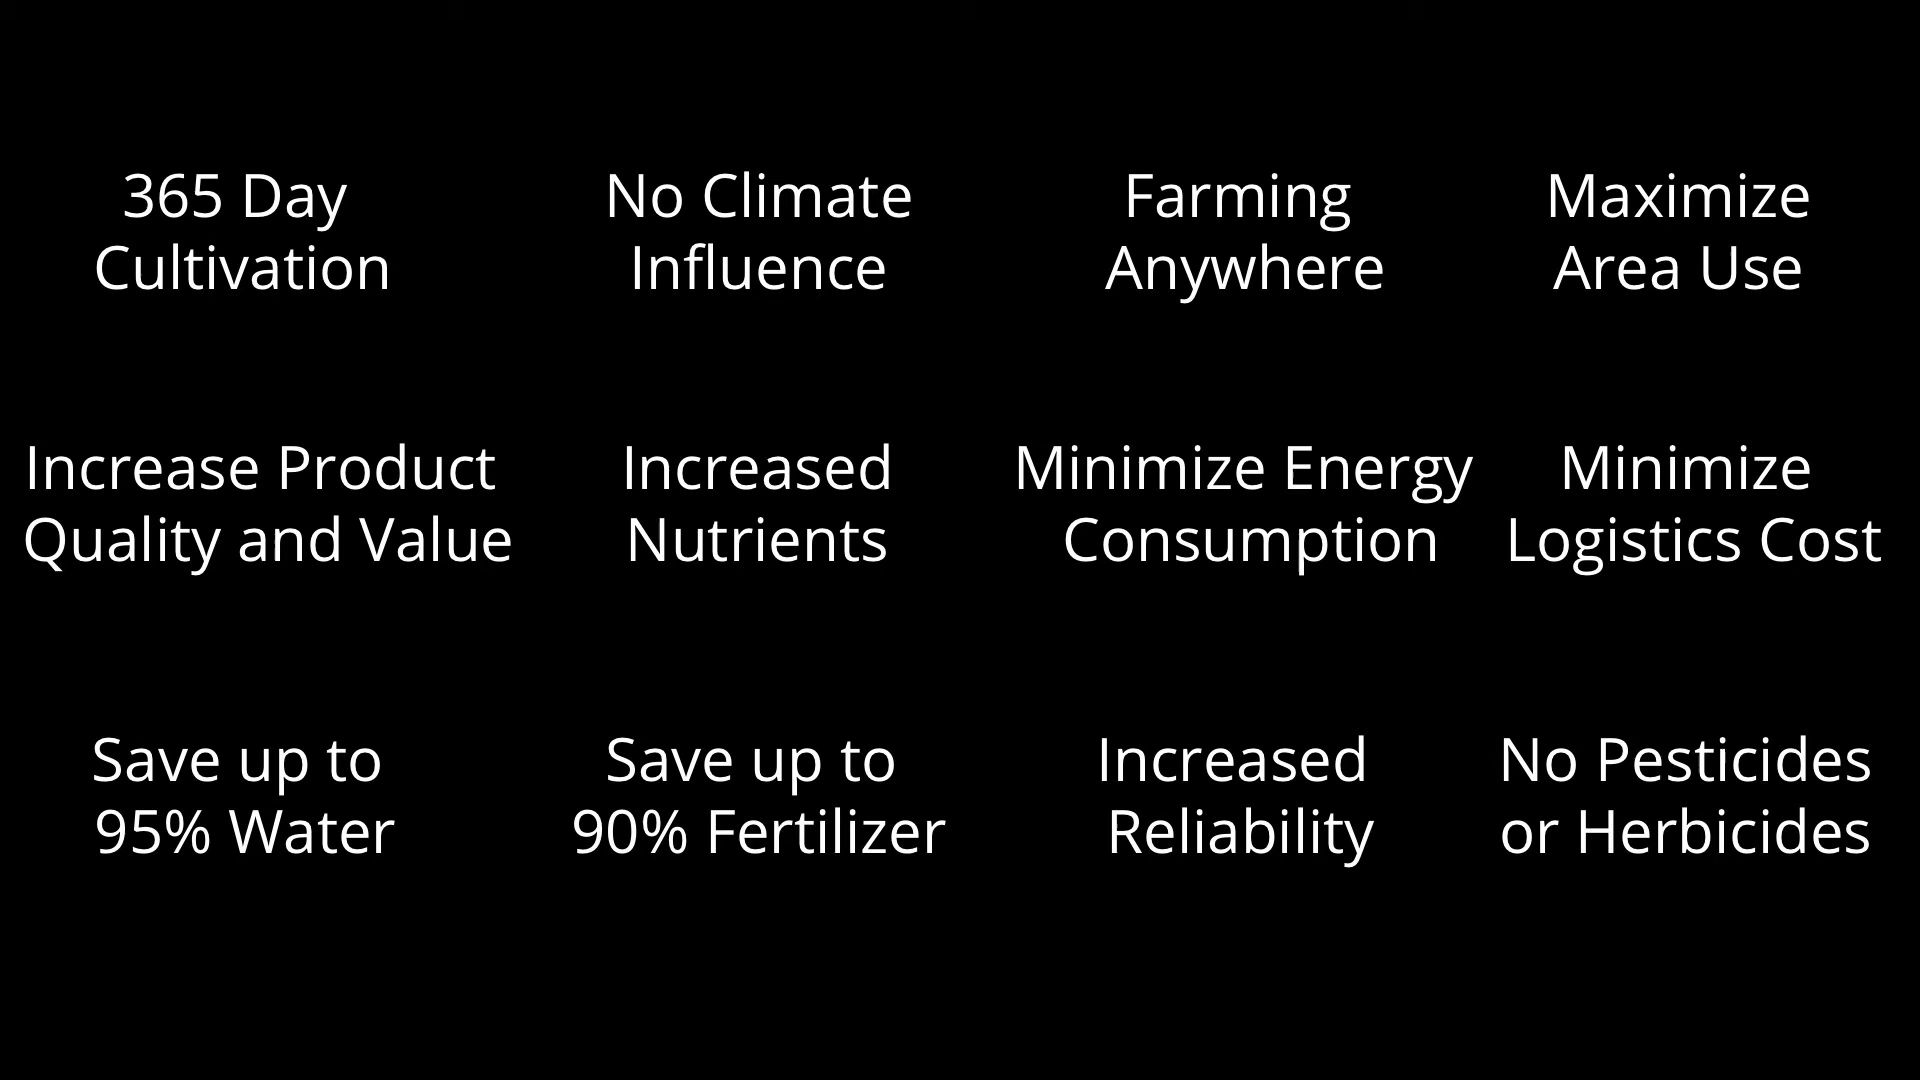 365 Day
Cultivation
No Climate
Influence
Farming
Anywhere
Maximize
Area Use
Increase Product
Quality and Value
Increased
Nutrients
Minimize Energy
Consumption
Minimize
Logistics Cost
Save up to
95% Water
Save up to
90% Fertilizer
Increased
Reliability
No Pesticides
or Herbicides